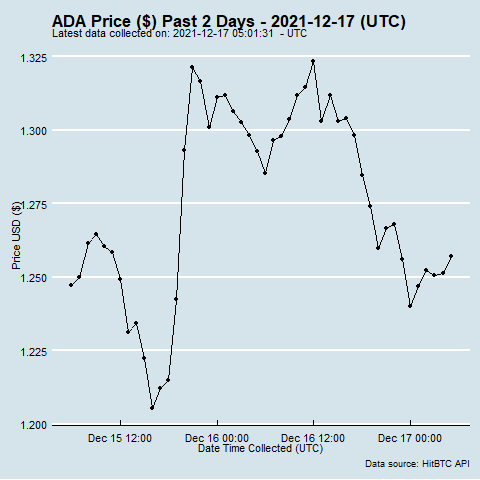 ADA Price ($) Past 2 Days - 2021-12-17 (UTC)
Latest data collected on: 2021-12-17 05:01:31 - UTC
1.325
1.300
1.275
1.250
1.225
1.200
Price USD ($)
Dec 15 12:00 Dec 16 00:00 Dec 16 12:00 Dec 17 00:00
Date Time Collected (UTC)
Data source: HitBTC API